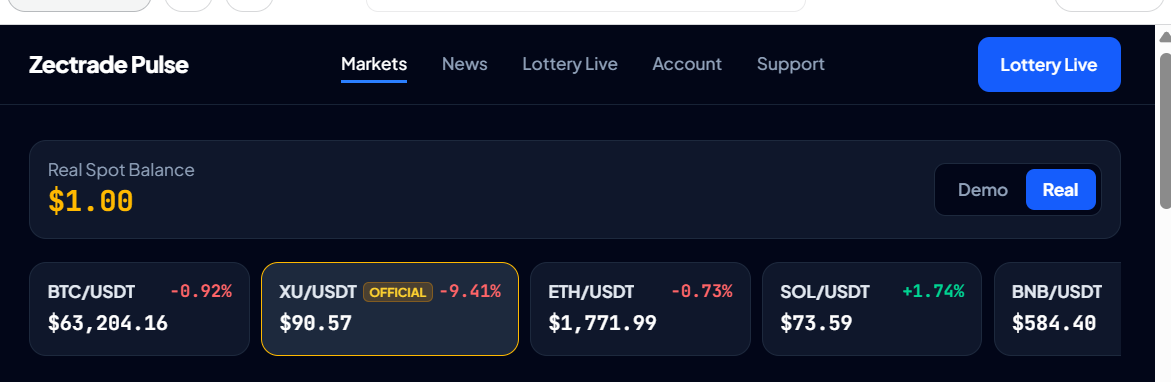 Zectrade Pulse
Markets News Lottery Live Account Support
Lottery Live
Real Spot Balance
$1.00
Demo Real
BTC/USDT -0.92%
$63,204.16
XU/USDT OFFICIAL -9.41%
$90.57
ETH/USDT -0.73%
$1,771.99
SOL/USDT +1.74%
$73.59
BNB/USDT
$584.40